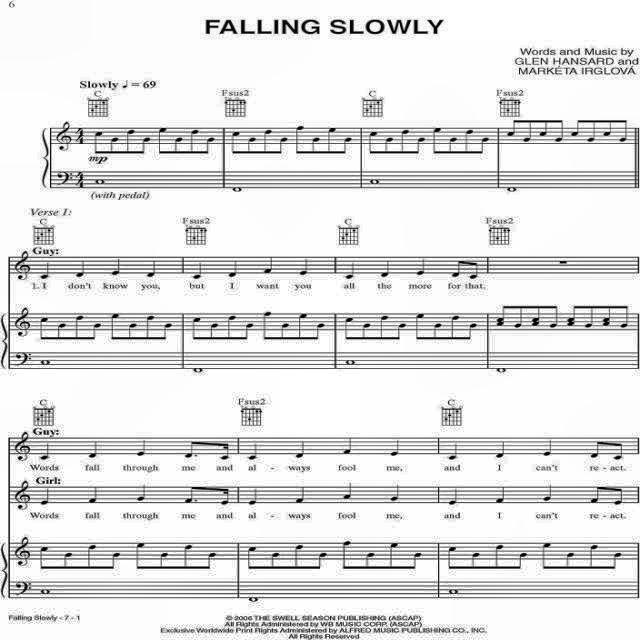 6
FALLING SLOWLY
Words and Music by
GLEN HANSARD and
MARKÉTA IRGLOVÁ
Slowly ♩ = 69
C Fsus2 C Fsus2
mp
(with pedal)
Verse 1:
C Fsus2 C Fsus2
Guy:
1. I don't know you, but I want you all the more for that.
C Fsus2 C
Guy:
Words fall through me and al - ways fool me, and I can't re - act.
Girl:
Words fall through me and al - ways fool me, and I can't re - act.
Falling Slowly - 7 - 1
© 2006 THE SWELL SEASON PUBLISHING (ASCAP)
All Rights Administered by WB MUSIC CORP. (ASCAP)
Exclusive Worldwide Print Rights Administered by ALFRED MUSIC PUBLISHING CO., INC.
All Rights Reserved